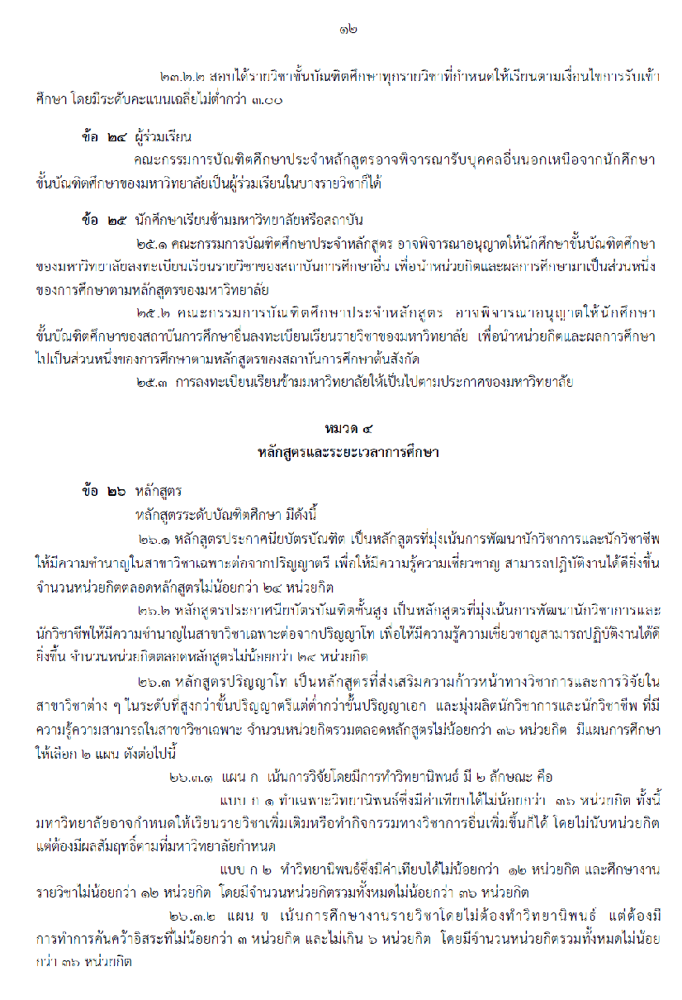 ๑๒
๒๓.๒.๒ สอบได้รายวิชาชั้นบัณฑิตศึกษาทุกรายวิชาที่กำหนดให้เรียนตามเงื่อนไขการรับเข้า
ศึกษา โดยมีระดับคะแนนเฉลี่ยไม่ต่ำกว่า ๓.๐๐
ข้อ ๒๔ ผู้ร่วมเรียน
คณะกรรมการบัณฑิตศึกษาประจำหลักสูตรอาจพิจารณารับบุคคลอื่นนอกเหนือจากนักศึกษา
ชั้นบัณฑิตศึกษาของมหาวิทยาลัยเป็นผู้ร่วมเรียนในบางรายวิชาก็ได้
ข้อ ๒๕ นักศึกษาเรียนข้ามมหาวิทยาลัยหรือสถาบัน
๒๕.๑ คณะกรรมการบัณฑิตศึกษาประจำหลักสูตร อาจพิจารณาอนุญาตให้นักศึกษาชั้นบัณฑิตศึกษา
ของมหาวิทยาลัยลงทะเบียนเรียนรายวิชาของสถาบันการศึกษาอื่น เพื่อนำหน่วยกิตและผลการศึกษามาเป็นส่วนหนึ่ง
ของการศึกษาตามหลักสูตรของมหาวิทยาลัย
๒๕.๒ คณะกรรมการบัณฑิตศึกษาประจำหลักสูตร อาจพิจารณาอนุญาตให้นักศึกษา
ชั้นบัณฑิตศึกษาของสถาบันการศึกษาอื่นลงทะเบียนเรียนรายวิชาของมหาวิทยาลัย เพื่อนำหน่วยกิตและผลการศึกษา
ไปเป็นส่วนหนึ่งของการศึกษาตามหลักสูตรของสถาบันการศึกษาต้นสังกัด
๒๕.๓ การลงทะเบียนเรียนข้ามมหาวิทยาลัยให้เป็นไปตามประกาศของมหาวิทยาลัย
หมวด ๔
หลักสูตรและระยะเวลาการศึกษา
ข้อ ๒๖ หลักสูตร
หลักสูตรระดับบัณฑิตศึกษา มีดังนี้
๒๖.๑ หลักสูตรประกาศนียบัตรบัณฑิต เป็นหลักสูตรที่มุ่งเน้นการพัฒนานักวิชาการและนักวิชาชีพ
ให้มีความชำนาญในสาขาวิชาเฉพาะต่อจากปริญญาตรี เพื่อให้มีความรู้ความเชี่ยวชาญ สามารถปฏิบัติงานได้ดียิ่งขึ้น
จำนวนหน่วยกิตตลอดหลักสูตรไม่น้อยกว่า ๒๔ หน่วยกิต
๒๖.๒ หลักสูตรประกาศนียบัตรบัณฑิตชั้นสูง เป็นหลักสูตรที่มุ่งเน้นการพัฒนานักวิชาการและ
นักวิชาชีพให้มีความชำนาญในสาขาวิชาเฉพาะต่อจากปริญญาโท เพื่อให้มีความรู้ความเชี่ยวชาญสามารถปฏิบัติงานได้ดี
ยิ่งขึ้น จำนวนหน่วยกิตตลอดหลักสูตรไม่น้อยกว่า ๒๔ หน่วยกิต
๒๖.๓ หลักสูตรปริญญาโท เป็นหลักสูตรที่ส่งเสริมความก้าวหน้าทางวิชาการและการวิจัยใน
สาขาวิชาต่าง ๆ ในระดับที่สูงกว่าขั้นปริญญาตรีแต่ต่ำกว่าขั้นปริญญาเอก และมุ่งผลิตนักวิชาการและนักวิชาชีพ ที่มี
ความรู้ความสามารถในสาขาวิชาเฉพาะ จำนวนหน่วยกิตรวมตลอดหลักสูตรไม่น้อยกว่า ๓๖ หน่วยกิต มีแผนการศึกษา
ให้เลือก ๒ แผน ดังต่อไปนี้
๒๖.๓.๑ แผน ก เน้นการวิจัยโดยมีการทำวิทยานิพนธ์ มี ๒ ลักษณะ คือ
แบบ ก ๑ ทำเฉพาะวิทยานิพนธ์ซึ่งมีค่าเทียบได้ไม่น้อยกว่า ๓๖ หน่วยกิต ทั้งนี้
มหาวิทยาลัยอาจกำหนดให้เรียนรายวิชาเพิ่มเติมหรือทำกิจกรรมทางวิชาการอื่นเพิ่มขึ้นก็ได้ โดยไม่นับหน่วยกิต
แต่ต้องมีผลสัมฤทธิ์ตามที่มหาวิทยาลัยกำหนด
แบบ ก ๒ ทำวิทยานิพนธ์ซึ่งมีค่าเทียบได้ไม่น้อยกว่า ๑๒ หน่วยกิต และศึกษางาน
รายวิชาไม่น้อยกว่า ๑๒ หน่วยกิต โดยมีจำนวนหน่วยกิตรวมทั้งหมดไม่น้อยกว่า ๓๖ หน่วยกิต
๒๖.๓.๒ แผน ข เน้นการศึกษางานรายวิชาโดยไม่ต้องทำวิทยานิพนธ์ แต่ต้องมี
การทำการค้นคว้าอิสระที่ไม่น้อยกว่า ๓ หน่วยกิต และไม่เกิน ๖ หน่วยกิต โดยมีจำนวนหน่วยกิตรวมทั้งหมดไม่น้อย
กว่า ๓๖ หน่วยกิต